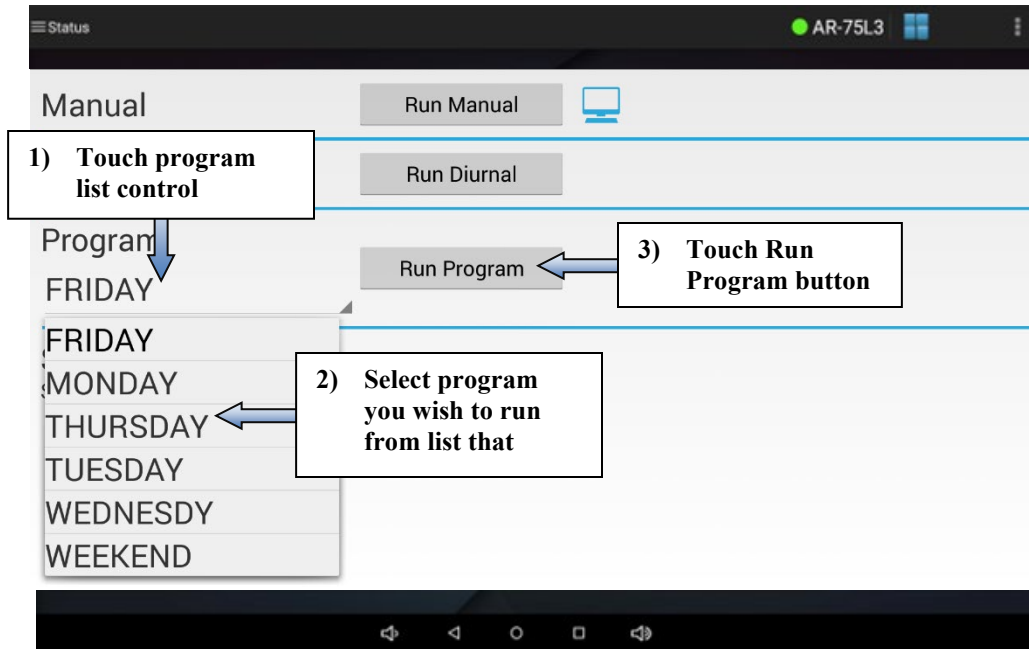 Status
AR-75L3
Manual
Run Manual
1) Touch program
list control
Run Diurnal
Program
FRIDAY
Run Program
3) Touch Run
Program button
FRIDAY
MONDAY
THURSDAY
TUESDAY
WEDNESDY
WEEKEND
2) Select program
you wish to run
from list that